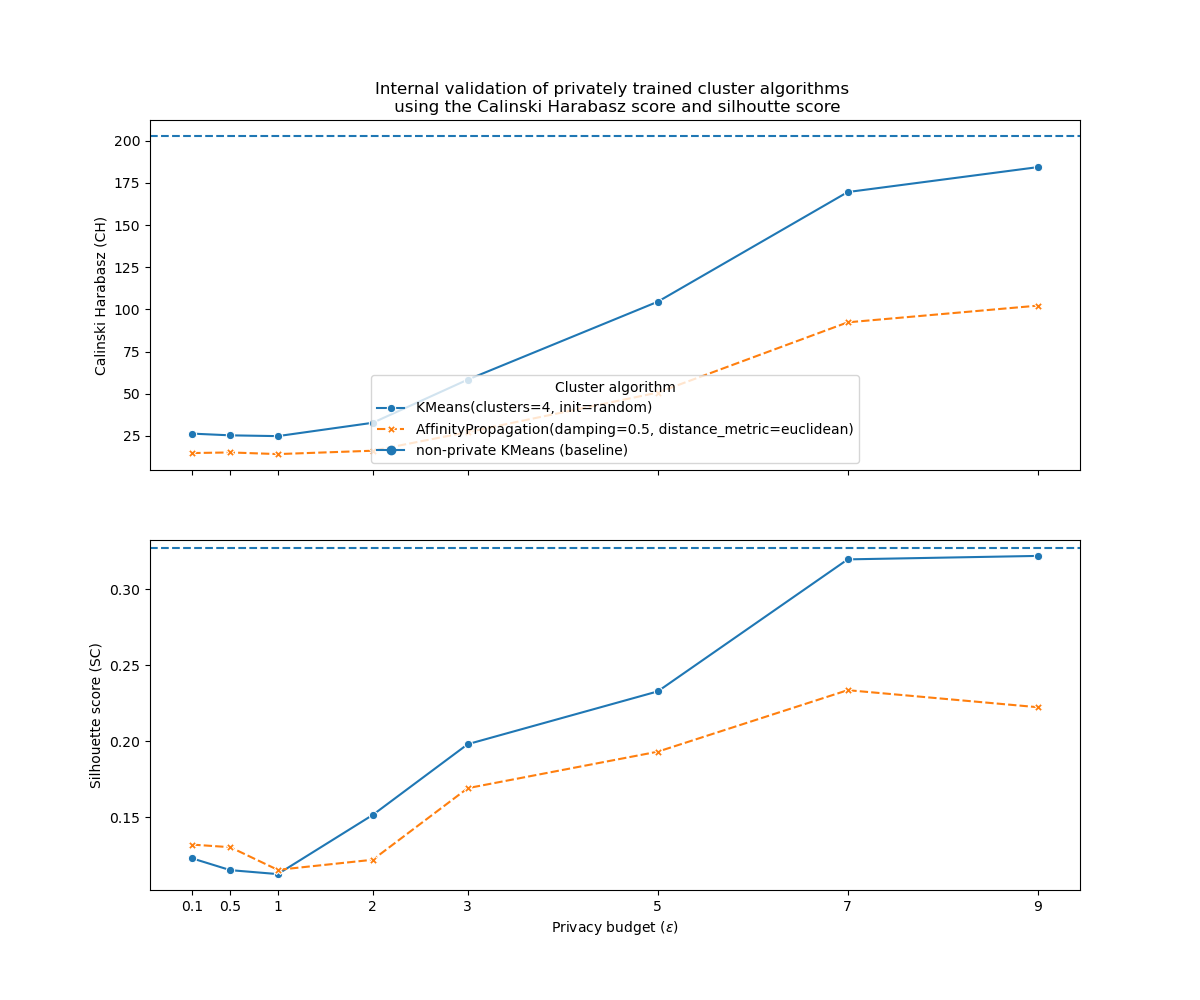 Internal validation of privately trained cluster algorithms
using the Calinski Harabasz score and silhoutte score
200
175
150
125
100
75
50
25
Calinski Harabasz (CH)
Cluster algorithm
KMeans(clusters=4, init=random)
AffinityPropagation(damping=0.5, distance_metric=euclidean)
non-private KMeans (baseline)
0.30
0.25
0.20
0.15
Silhouette score (SC)
0.1 0.5 1 2 3 5 7 9
Privacy budget (ε)